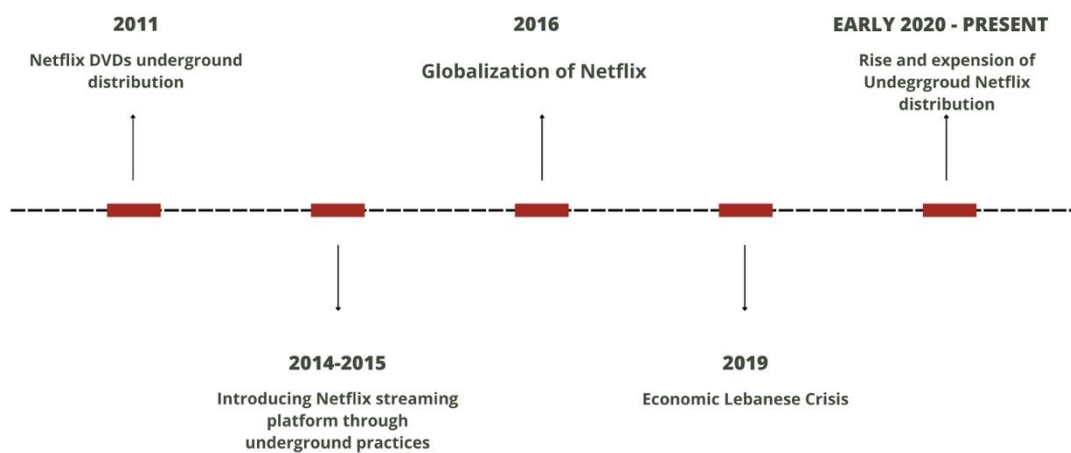 2011
Netflix DVDs underground
distribution
2016
Globalization of Netflix
EARLY 2020 - PRESENT
Rise and expension of
Undegrgroud Netflix
distribution
2014-2015
Introducing Netflix streaming
platform through
underground practices
2019
Economic Lebanese Crisis